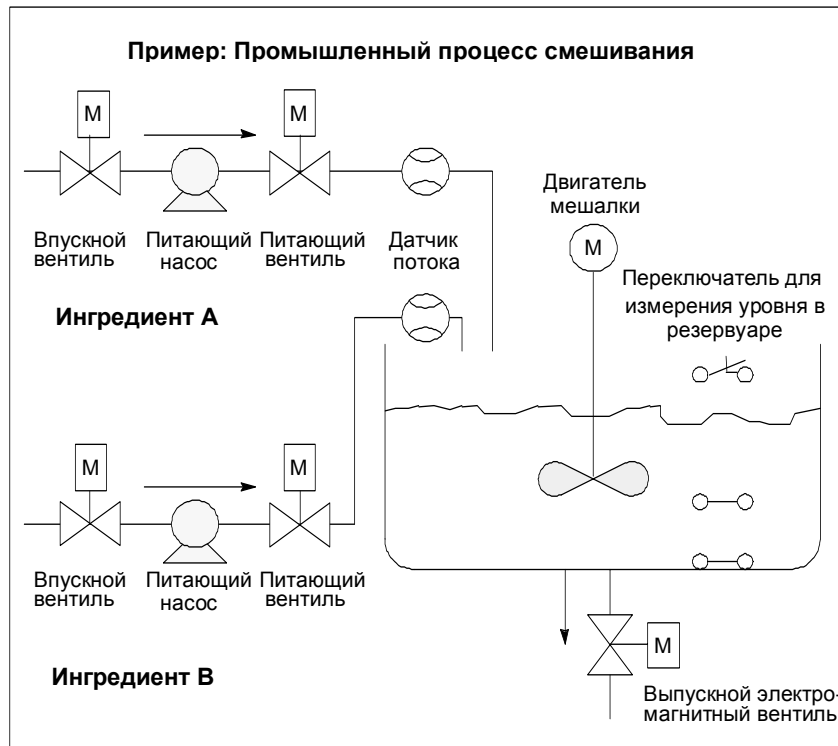 Пример: Промышленный процесс смешивания
M
M
Двигатель
мешалки
M
Впускной
вентиль
Питающий
насос
Питающий
вентиль
Датчик
потока
Переключатель для
измерения уровня в
резервуаре
Ингредиент A
M
M
Впускной
вентиль
Питающий
насос
Питающий
вентиль
Ингредиент B
M
Выпускной электро-
магнитный вентиль